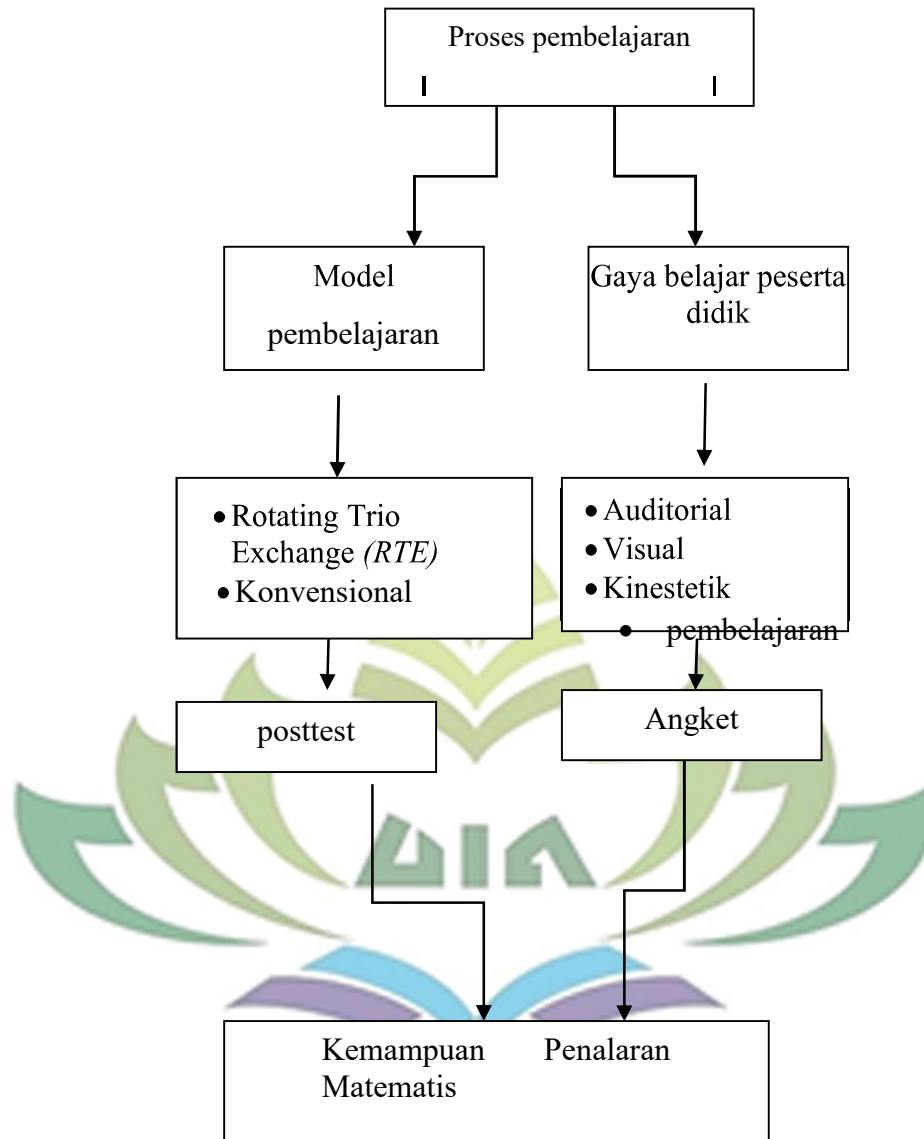 Proses pembelajaran
Model
pembelajaran
Gaya belajar peserta
didik
• Rotating Trio
Exchange (RTE)
• Konvensional
• Auditorial
• Visual
• Kinestetik
• pembelajaran
posttest
Angket
UIN
Kemampuan Penalaran
Matematis